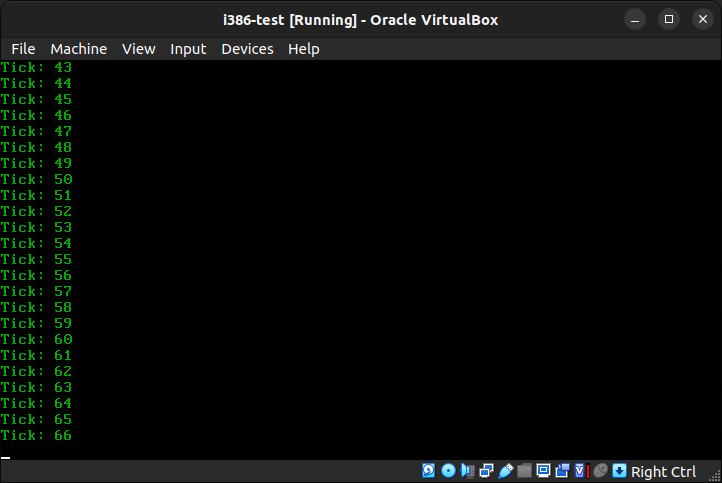 i386-test [Running] - Oracle VirtualBox
File Machine View Input Devices Help
Tick: 43
Tick: 44
Tick: 45
Tick: 46
Tick: 47
Tick: 48
Tick: 49
Tick: 50
Tick: 51
Tick: 52
Tick: 53
Tick: 54
Tick: 55
Tick: 56
Tick: 57
Tick: 58
Tick: 59
Tick: 60
Tick: 61
Tick: 62
Tick: 63
Tick: 64
Tick: 65
Tick: 66
Right Ctrl